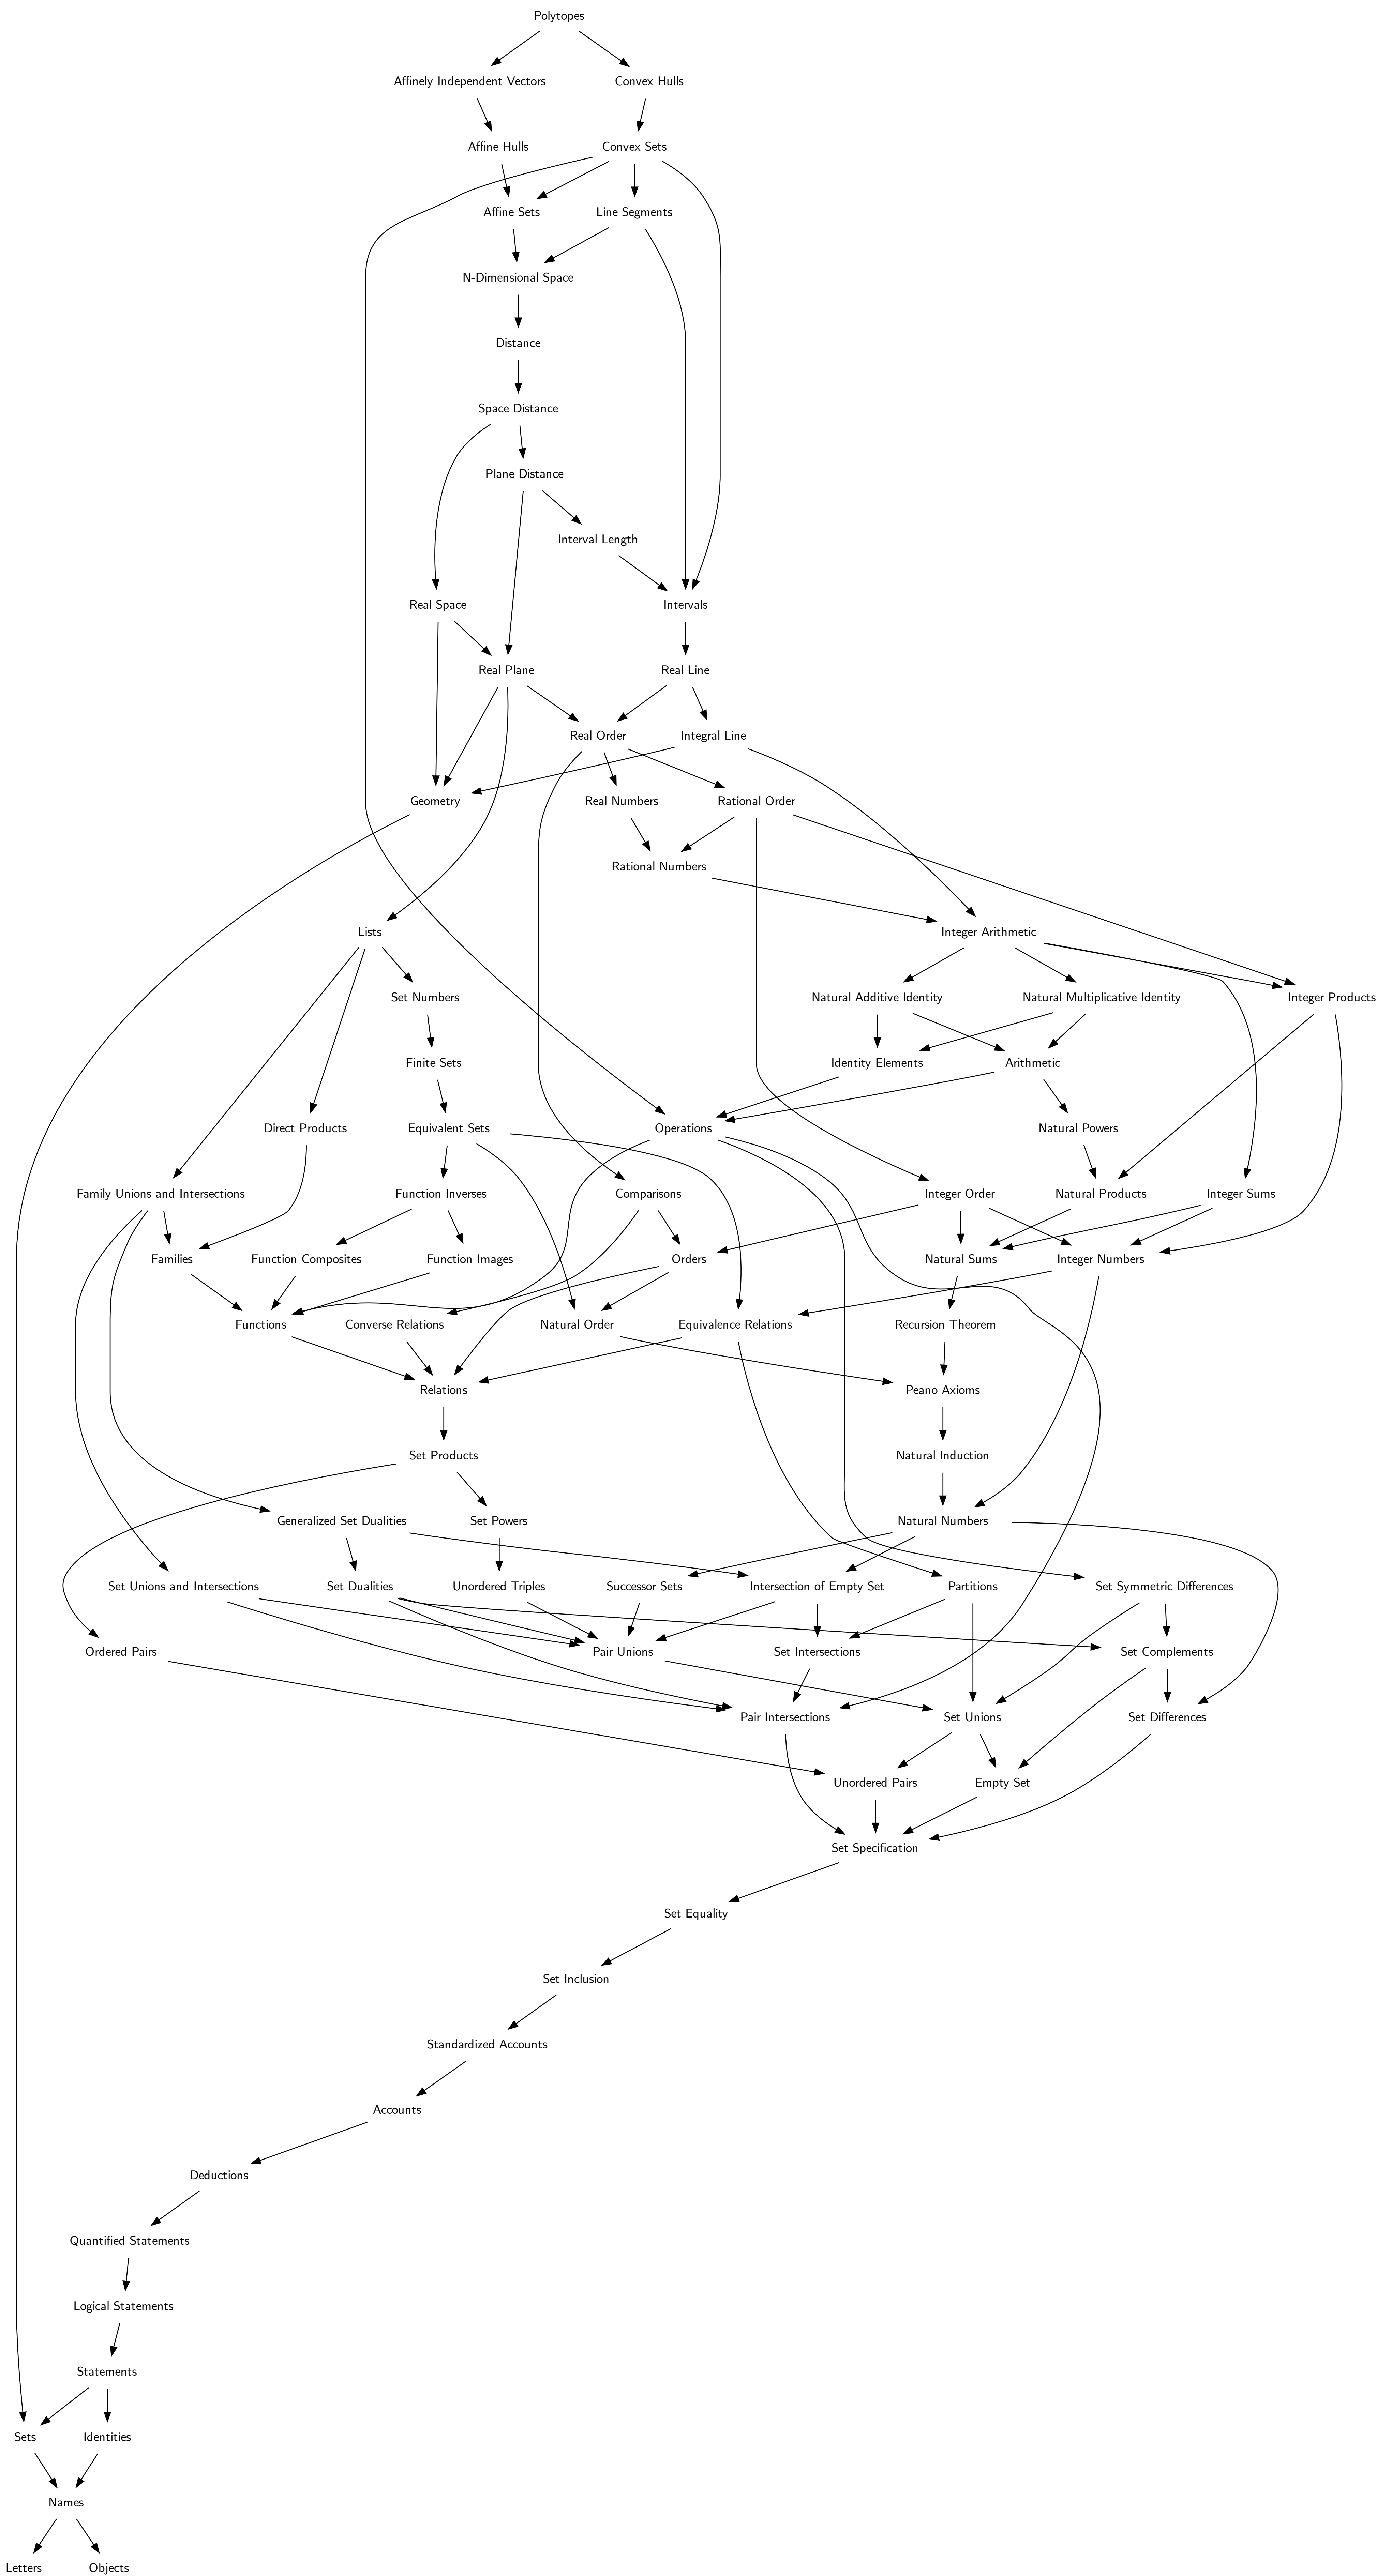 Polytopes
Affinely Independent Vectors
Convex Hulls
Affine Hulls
Convex Sets
Affine Sets
Line Segments
N-Dimensional Space
Distance
Space Distance
Plane Distance
Interval Length
Real Space
Intervals
Real Plane
Real Line
Real Order
Integral Line
Geometry
Real Numbers
Rational Order
Rational Numbers
Lists
Integer Arithmetic
Set Numbers
Natural Additive Identity
Natural Multiplicative Identity
Integer Products
Finite Sets
Identity Elements
Arithmetic
Direct Products
Equivalent Sets
Operations
Natural Powers
Family Unions and Intersections
Function Inverses
Comparisons
Integer Order
Natural Products
Integer Sums
Families
Function Composites
Function Images
Orders
Natural Sums
Integer Numbers
Functions
Converse Relations
Natural Order
Equivalence Relations
Recursion Theorem
Relations
Peano Axioms
Set Products
Natural Induction
Generalized Set Dualities
Set Powers
Natural Numbers
Set Unions and Intersections
Set Dualities
Unordered Triples
Successor Sets
Intersection of Empty Set
Partitions
Set Symmetric Differences
Ordered Pairs
Pair Unions
Set Intersections
Set Complements
Pair Intersections
Set Unions
Set Differences
Unordered Pairs
Empty Set
Set Specification
Set Equality
Set Inclusion
Standardized Accounts
Accounts
Deductions
Quantified Statements
Logical Statements
Statements
Sets
Identities
Names
Letters
Objects